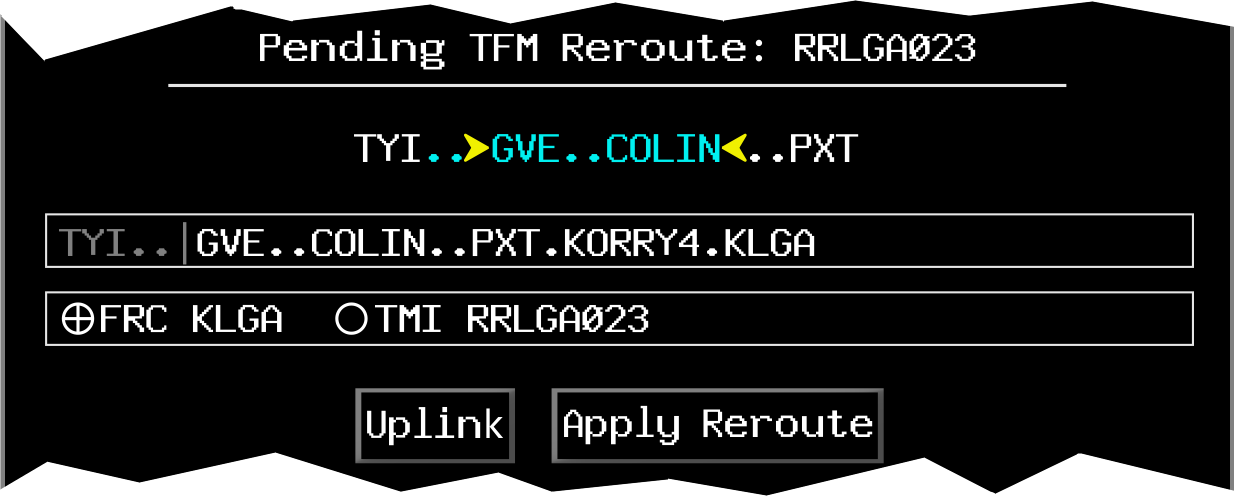 Pending TFM Reroute: RRLGA023
TYI..>GVE..COLIN<..PXT
TYI..|GVE..COLIN..PXT.KORRY4.KLGA
⊕FRC KLGA ○TMI RRLGA023
Uplink Apply Reroute